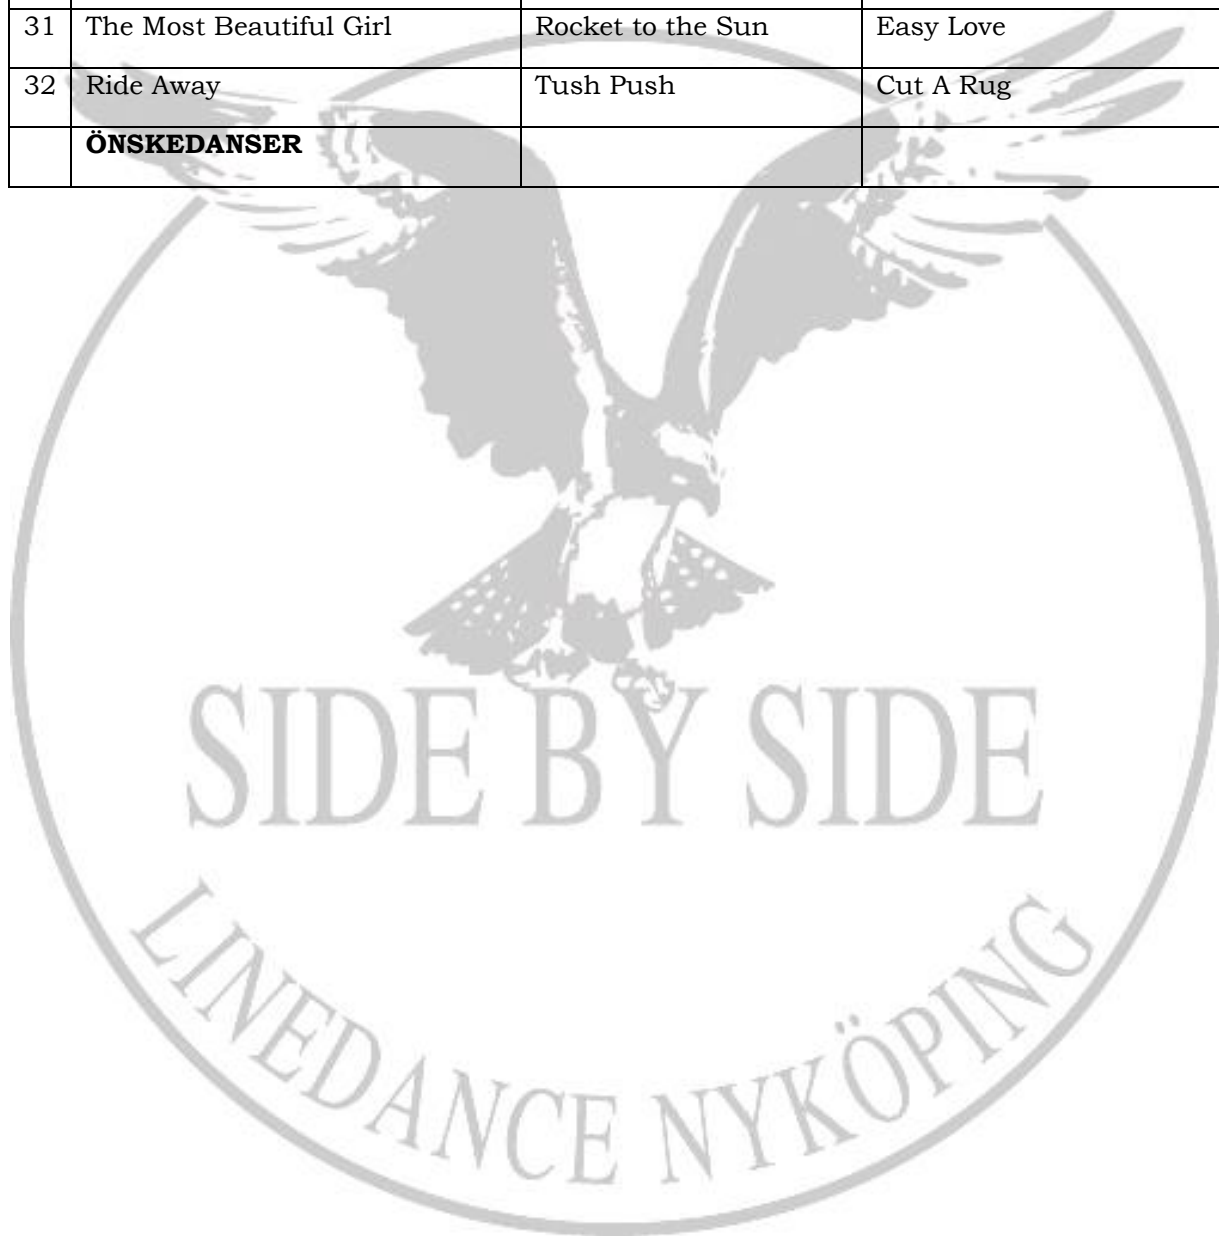 31 The Most Beautiful Girl Rocket to the Sun Easy Love
32 Ride Away Tush Push Cut A Rug
ÖNSKEDANSER
SIDE BY SIDE
LINEDANCE NYKÖPING